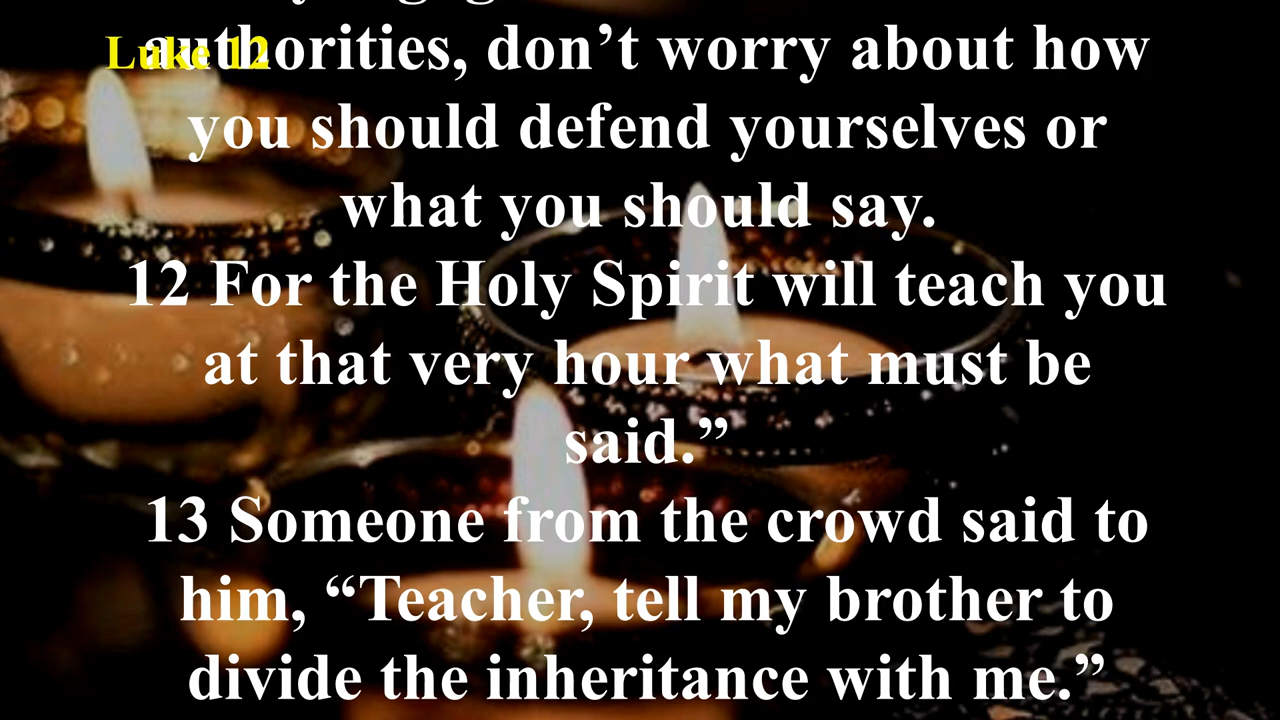 Luke 12
authorities, don’t worry about how
you should defend yourselves or
what you should say.
12 For the Holy Spirit will teach you
at that very hour what must be
said.”
13 Someone from the crowd said to
him, “Teacher, tell my brother to
divide the inheritance with me.”